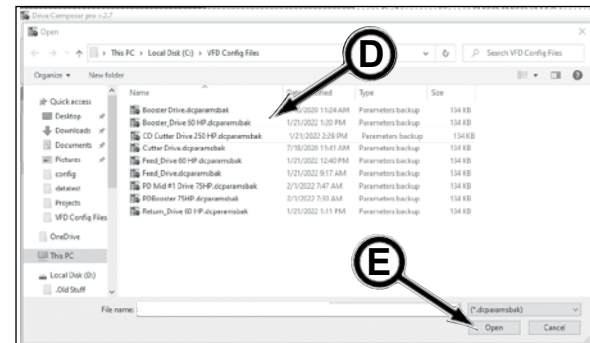 Drive Composer pro v.2.7
Open
This PC > Local Disk (C:) > VFD Config Files
Search VFD Config Files
Organize
New folder
Name Type Size
Quick access
Desktop
Downloads
Documents
Pictures
config
datatest
Projects
VFD Config Files
OneDrive
This PC
Local Disk (D:)
.Old Stuff
Booster Drive.dcparamsbak 11:24 AM Parameters backup 134 KB
Booster_Drive 60 HP.dcparamsbak 1/21/2022 1:20 PM Parameters backup 134 KB
CD Cutter Drive 250 HP.dcparamsbak 1/21/2022 2:29 PM Parameters backup 134 KB
Cutter Drive.dcparamsbak 7/18/2020 11:41 AM Parameters backup 134 KB
Feed_Drive 60 HP.dcparamsbak 1/21/2022 12:40 PM Parameters backup 134 KB
Feed_Drive.dcparamsbak 1/21/2022 9:17 AM Parameters backup 134 KB
PD Mid #1 Drive 75HP.dcparamsbak 2/1/2022 7:47 AM Parameters backup 134 KB
PDBooster 75HP.dcparamsbak 2/1/2022 7:38 AM Parameters backup 134 KB
Return_Drive 60 HP.dcparamsbak 1/21/2022 1:11 PM Parameters backup 134 KB
D
E
File name:
(*.dcparamsbak)
Open
Cancel